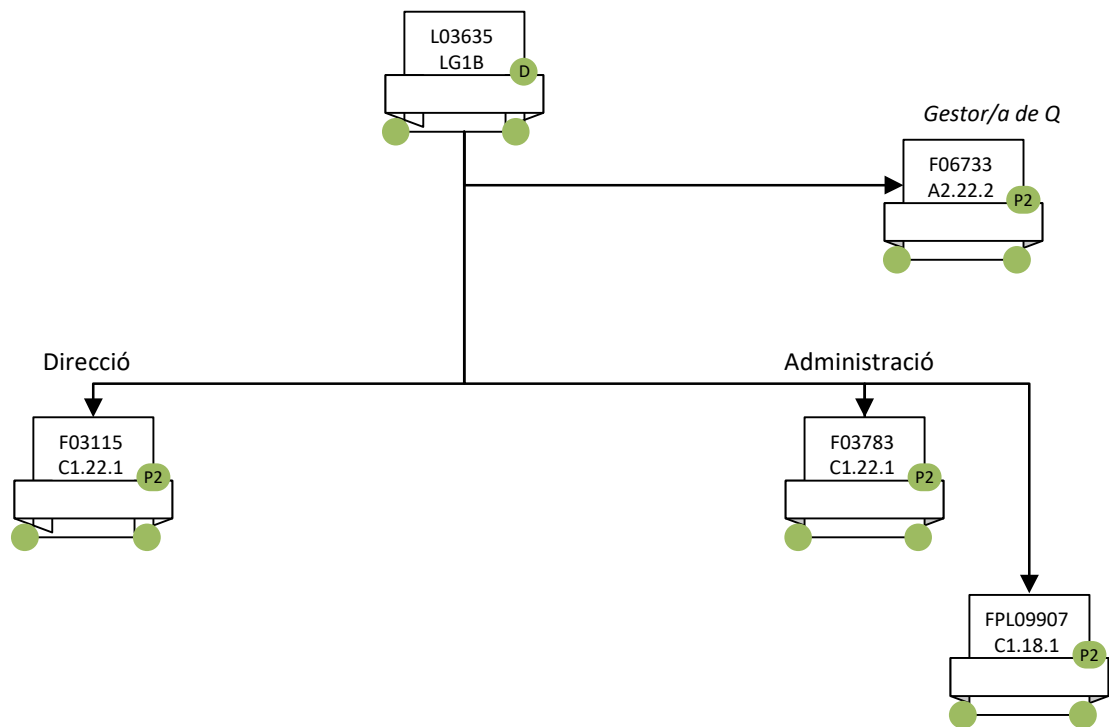 L03635
LG1B
D
Gestor/a de Q
F06733
A2.22.2
P2
Direcció
F03115
C1.22.1
P2
Administració
F03783
C1.22.1
P2
FPL09907
C1.18.1
P2